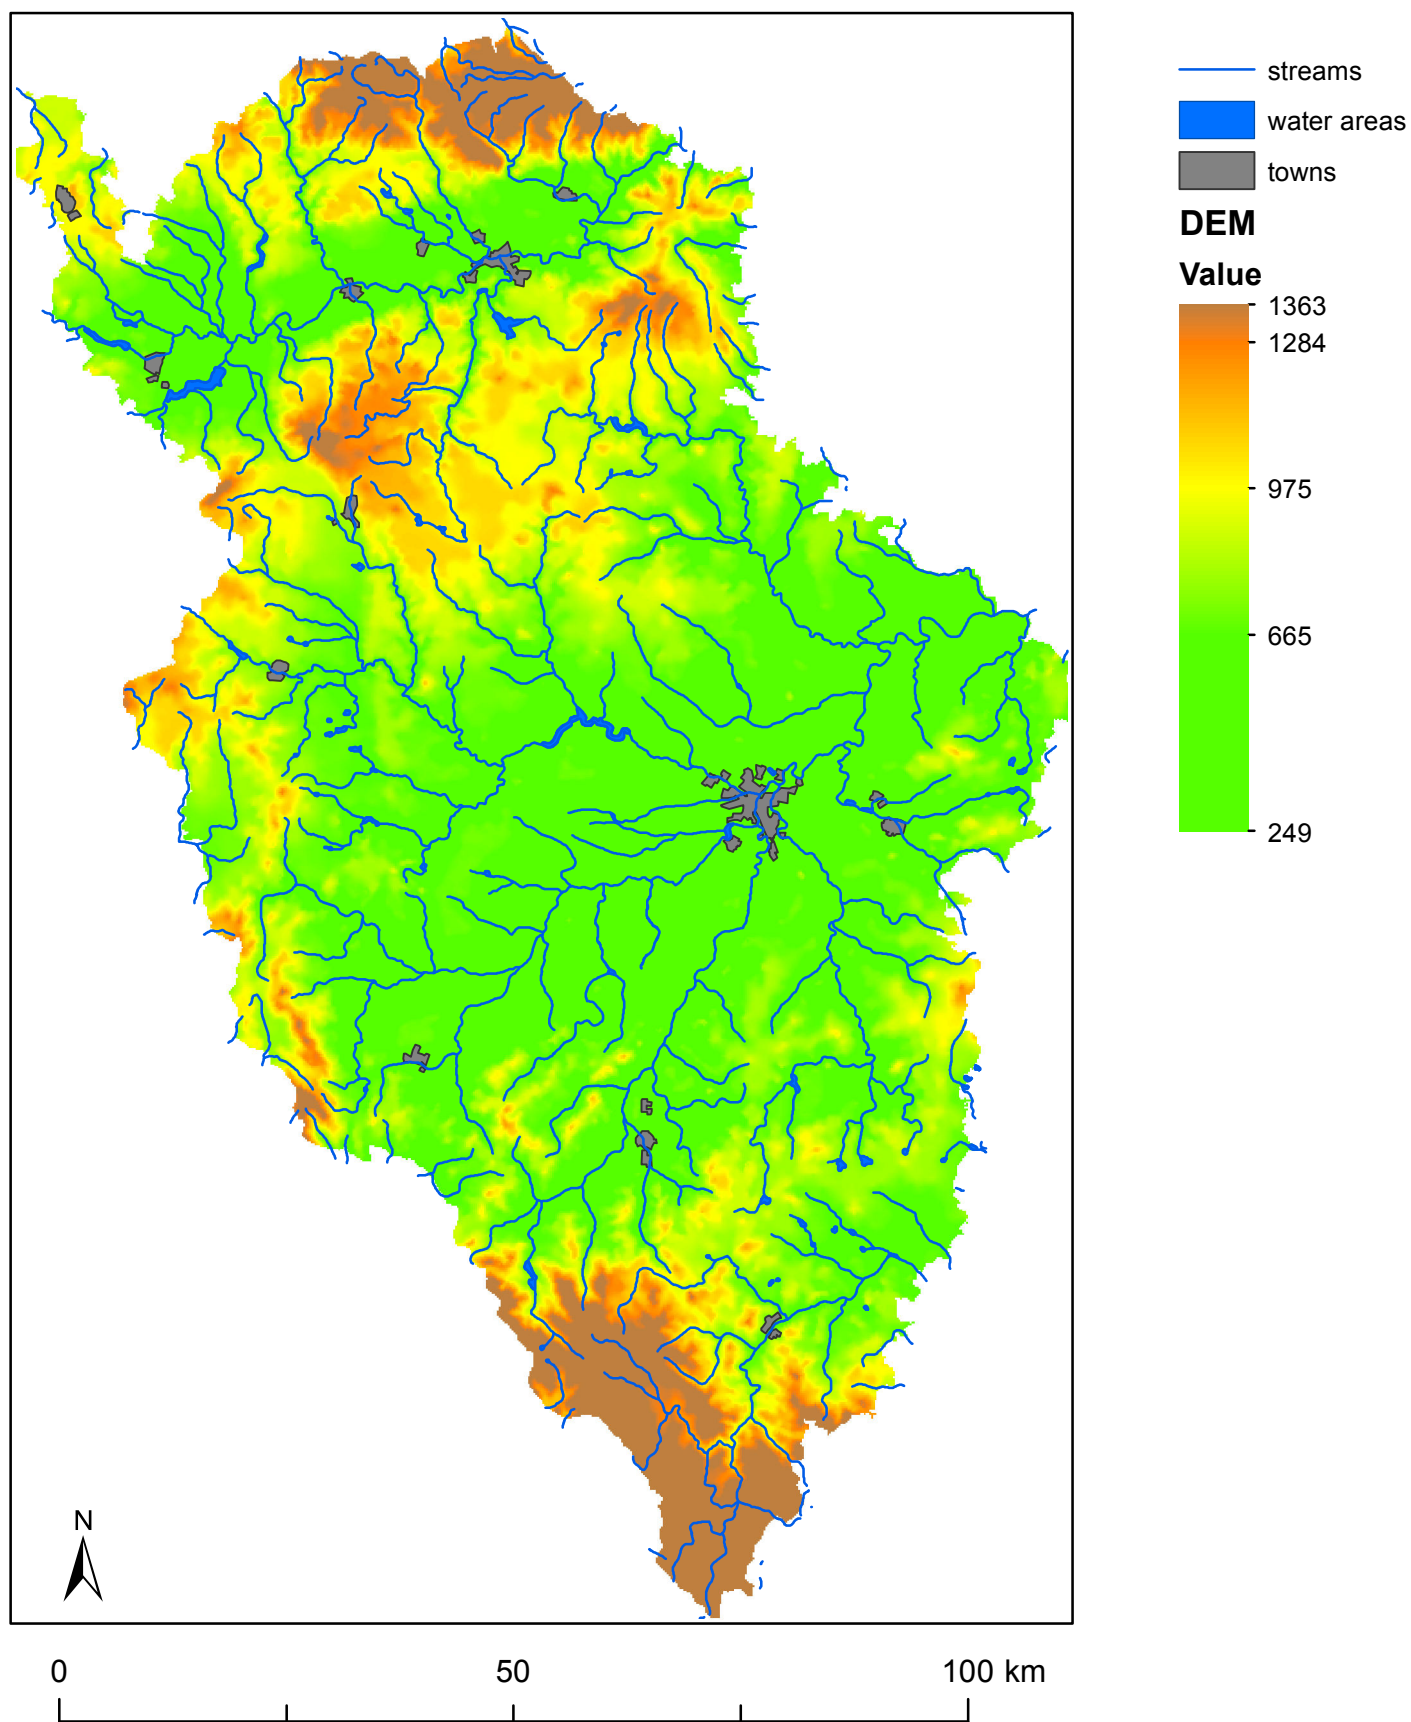 streams
water areas
towns
DEM
Value
1363
1284
975
665
249
N
0 50 100 km